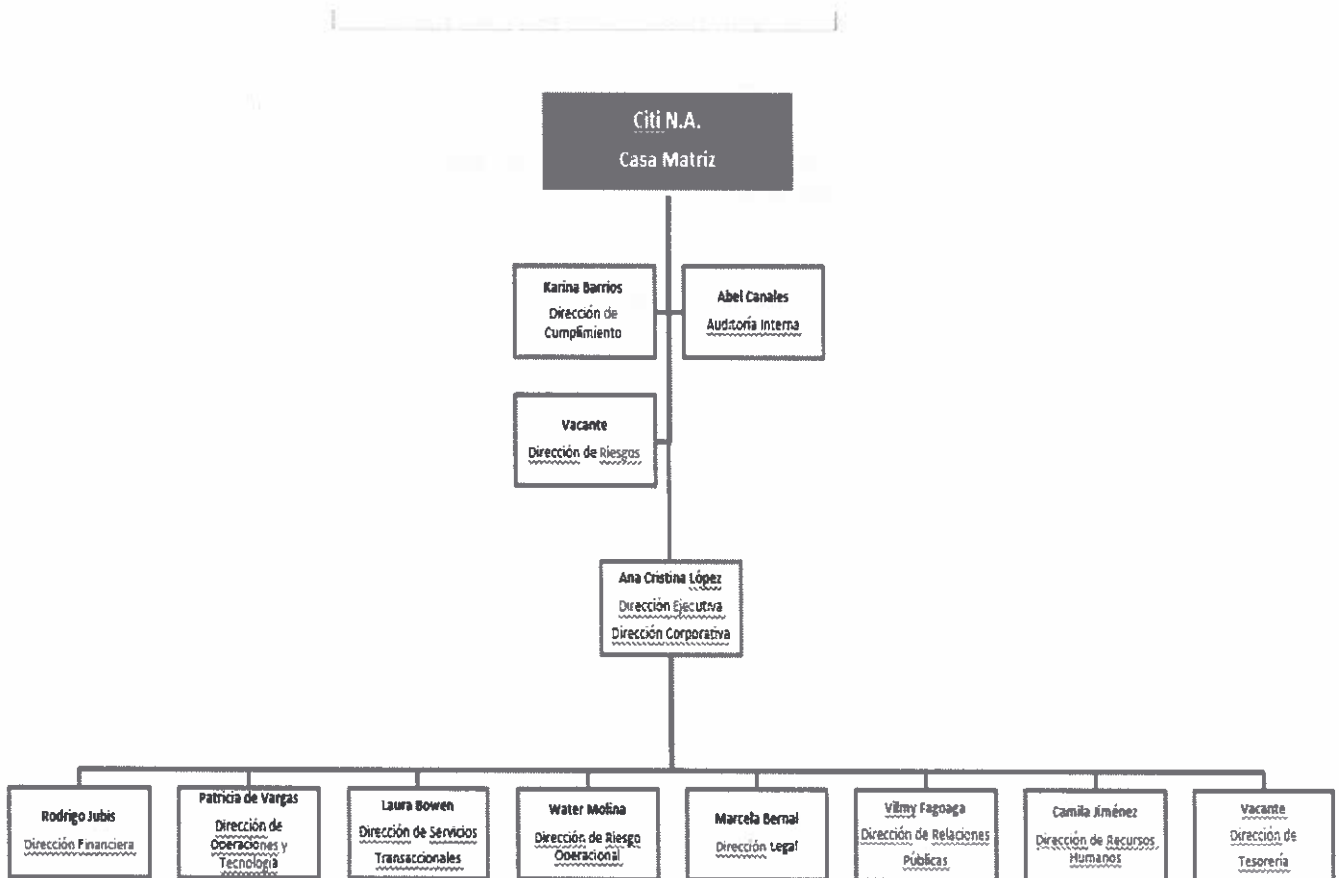 Citi N.A.
Casa Matriz
Karina Barrios
Dirección de
Cumplimiento
Abel Canales
Auditoría Interna
Vacante
Dirección de Riesgos
Ana Cristina López
Dirección Ejecutiva
Dirección Corporativa
Rodrigo Jubis
Dirección Financiera
Patricia de Vargas
Dirección de
Operaciones y
Tecnología
Laura Bowen
Dirección de Servicios
Transaccionales
Water Molina
Dirección de Riesgo
Operacional
Marcela Bernal
Dirección Legal
Vilmy Fagoaga
Dirección de Relaciones
Públicas
Camila Jiménez
Dirección de Recursos
Humanos
Vacante
Dirección de
Tesorería